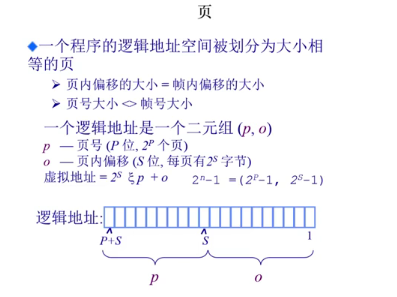 页
◆一个程序的逻辑地址空间被划分为大小相
等的页
➢ 页内偏移的大小 = 帧内偏移的大小
➢ 页号大小 <> 帧号大小
一个逻辑地址是一个二元组 (p, o)
p — 页号 (P 位, 2^P 个页)
o — 页内偏移 (S 位, 每页有2^S 字节)
虚拟地址 = 2^S ξ p + o 2^n-1 =(2^P-1, 2^S-1)
逻辑地址:
P+S S 1
p o